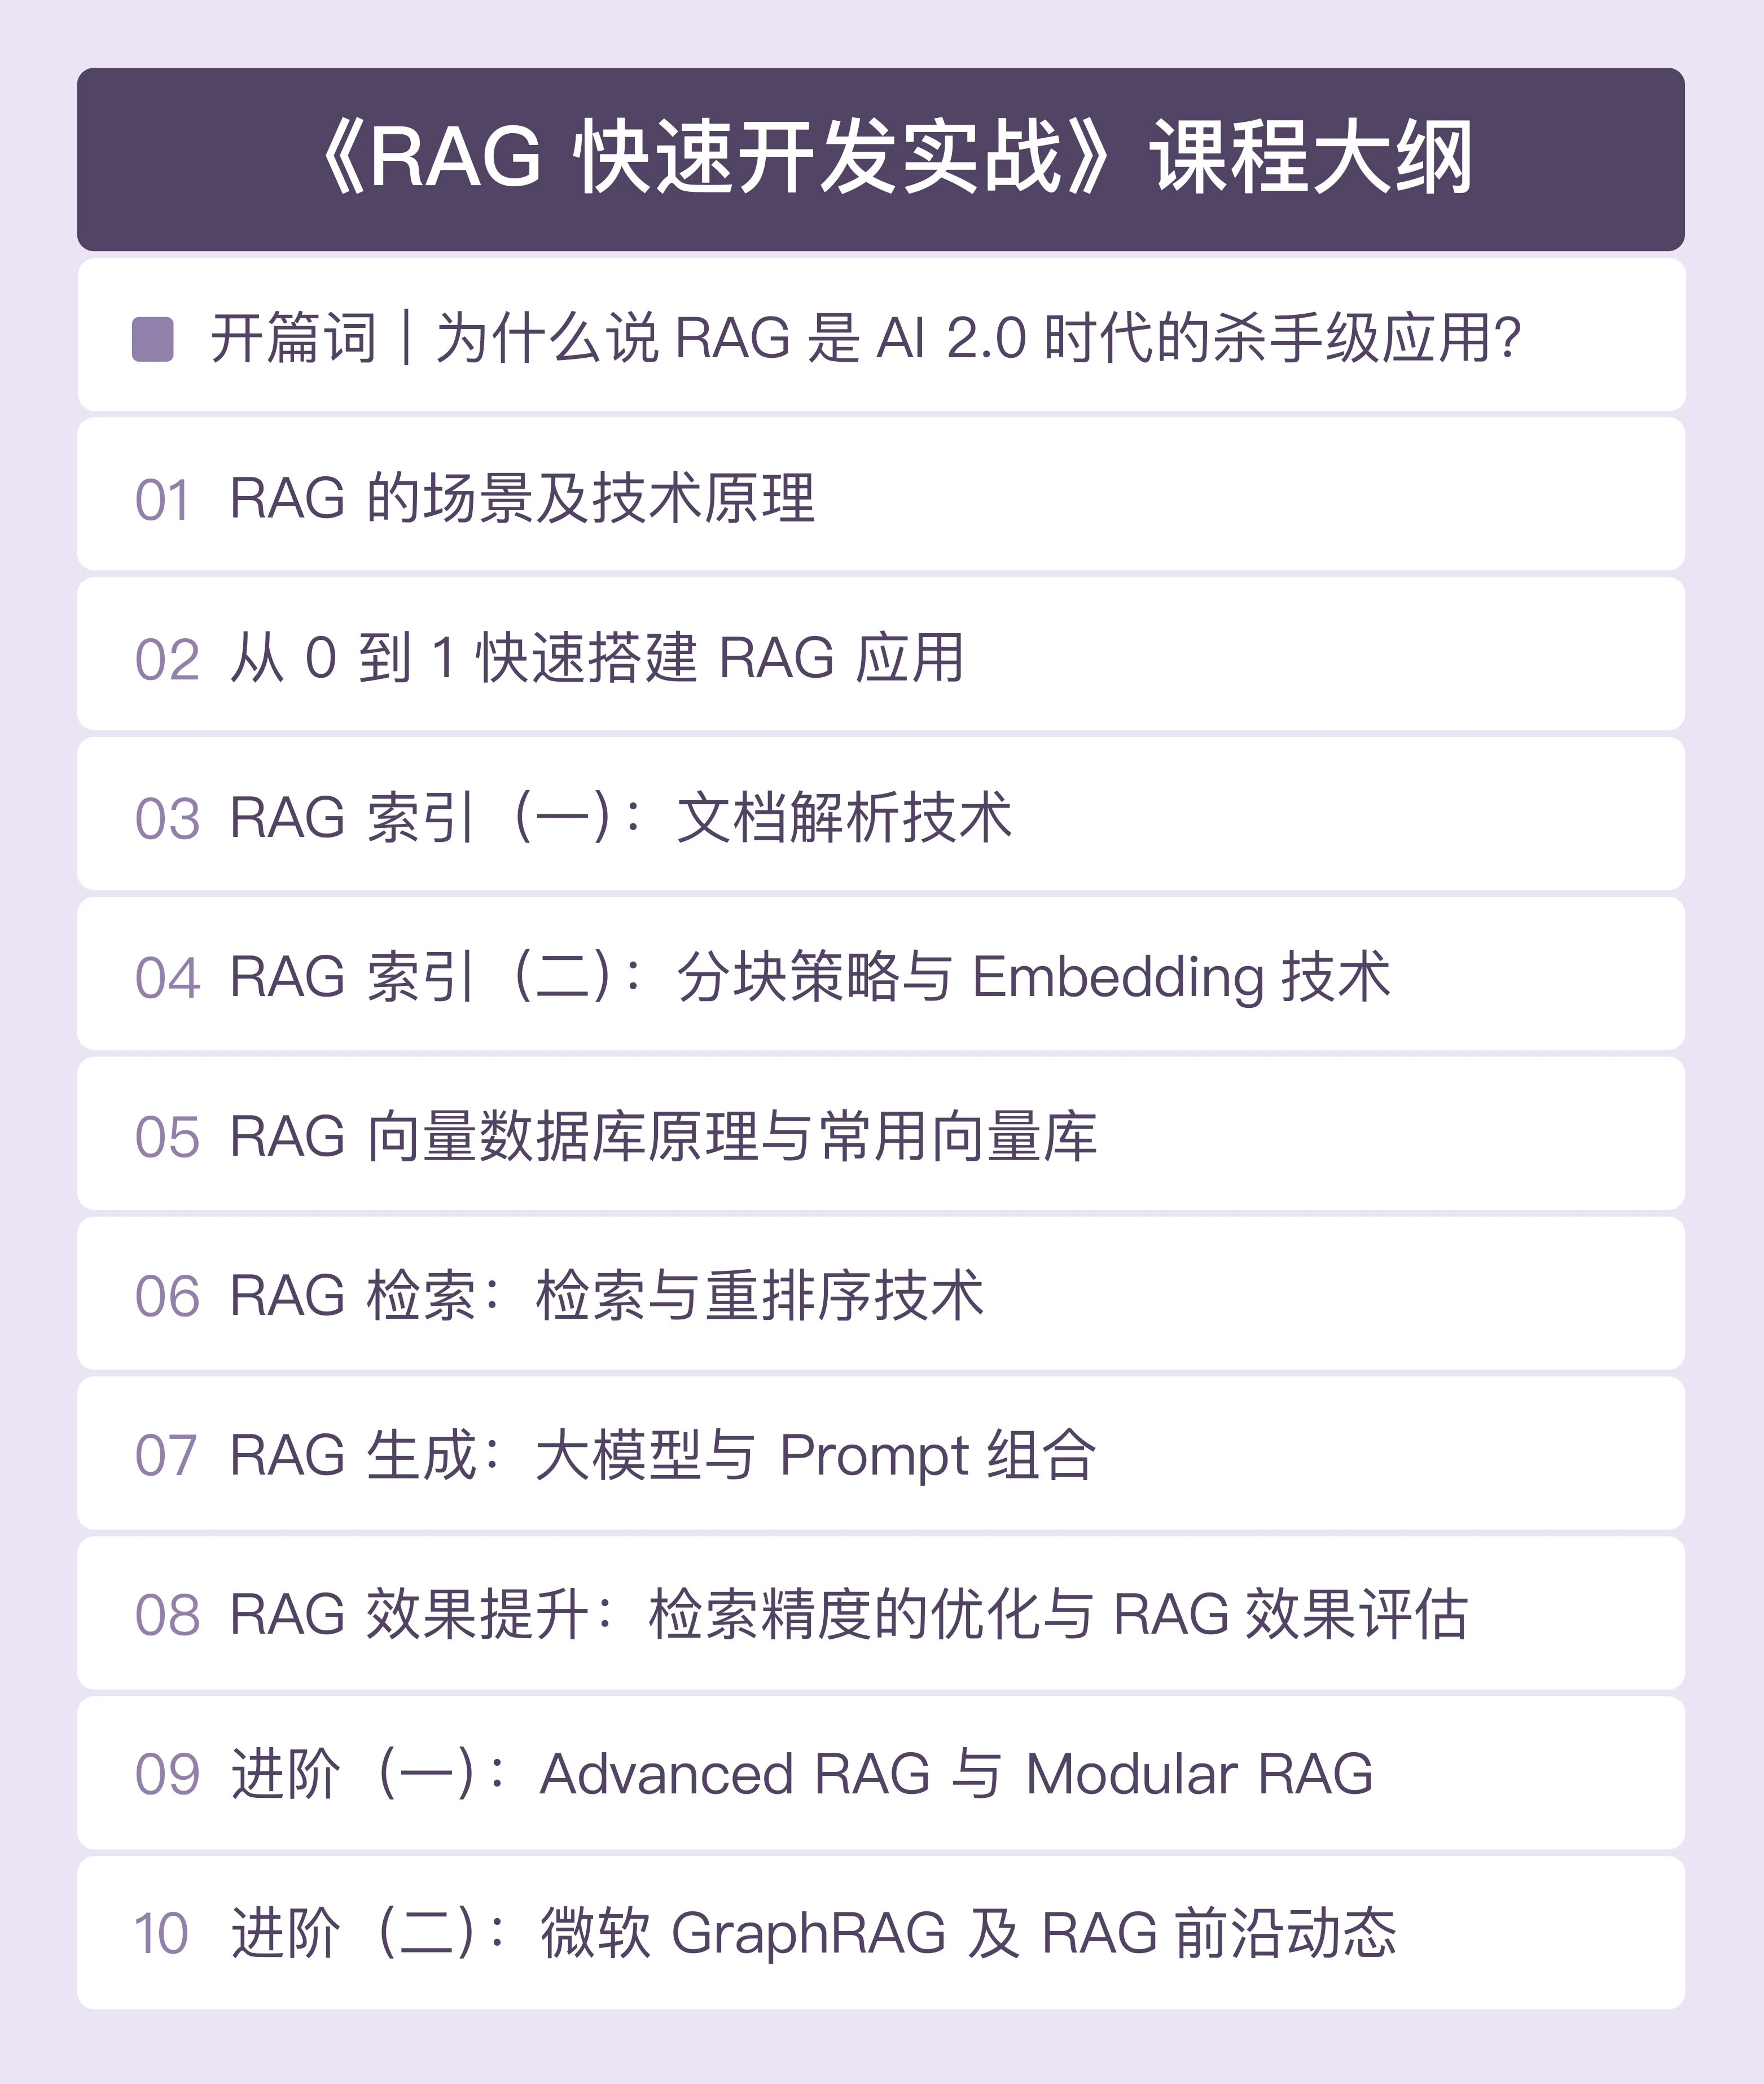 《RAG 快速开发实战》课程大纲
开篇词｜为什么说 RAG 是 AI 2.0 时代的杀手级应用？
01 RAG 的场景及技术原理
02 从 0 到 1 快速搭建 RAG 应用
03 RAG 索引（一）：文档解析技术
04 RAG 索引（二）：分块策略与 Embedding 技术
05 RAG 向量数据库原理与常用向量库
06 RAG 检索：检索与重排序技术
07 RAG 生成：大模型与 Prompt 组合
08 RAG 效果提升：检索精度的优化与 RAG 效果评估
09 进阶（一）：Advanced RAG 与 Modular RAG
10 进阶（二）：微软 GraphRAG 及 RAG 前沿动态